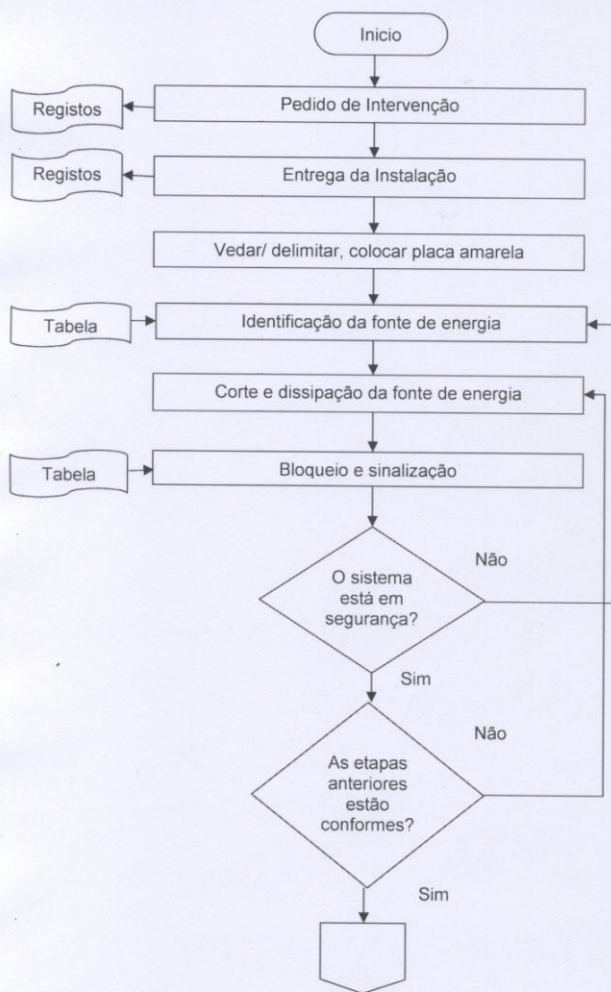 Inicio
Registos
Pedido de Intervenção
Registos
Entrega da Instalação
Vedar/ delimitar, colocar placa amarela
Tabela
Identificação da fonte de energia
Corte e dissipação da fonte de energia
Tabela
Bloqueio e sinalização
Não
O sistema
está em
segurança?
Sim
Não
As etapas
anteriores
estão
conformes?
Sim